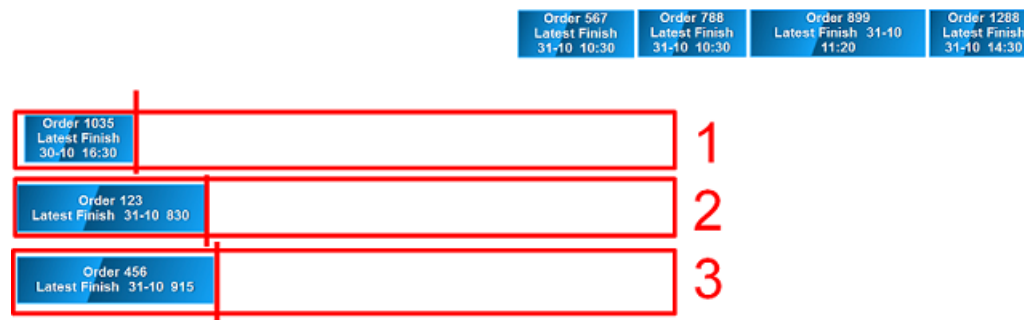 Order 567
Latest Finish
31-10 10:30
Order 788
Latest Finish
31-10 10:30
Order 899
Latest Finish 31-10
11:20
Order 1288
Latest Finish
31-10 14:30
Order 1035
Latest Finish
30-10 16:30
1
Order 123
Latest Finish 31-10 830
2
Order 456
Latest Finish 31-10 915
3